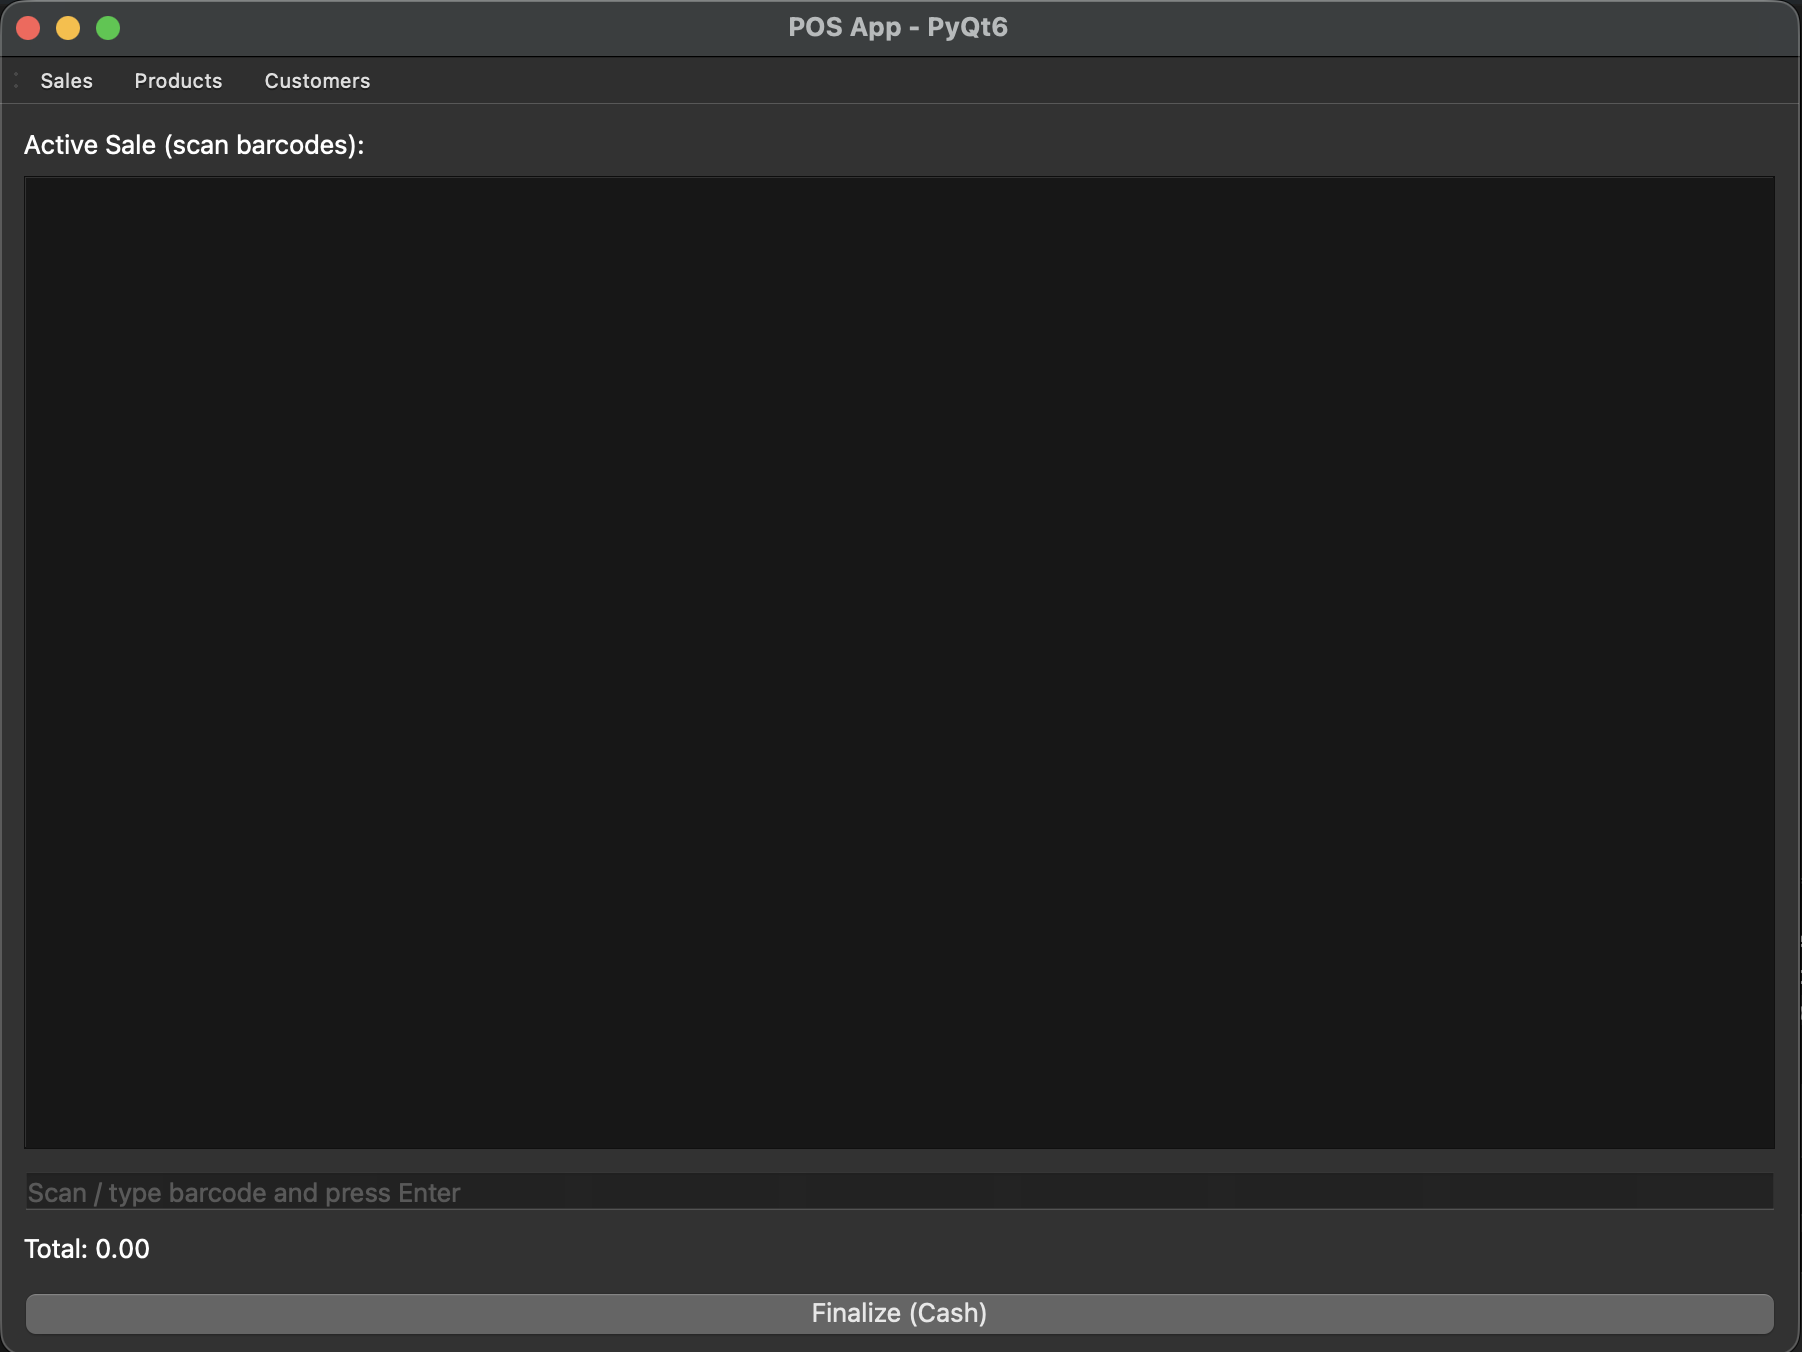 POS App - PyQt6
Sales Products Customers
Active Sale (scan barcodes):
Scan / type barcode and press Enter
Total: 0.00
Finalize (Cash)